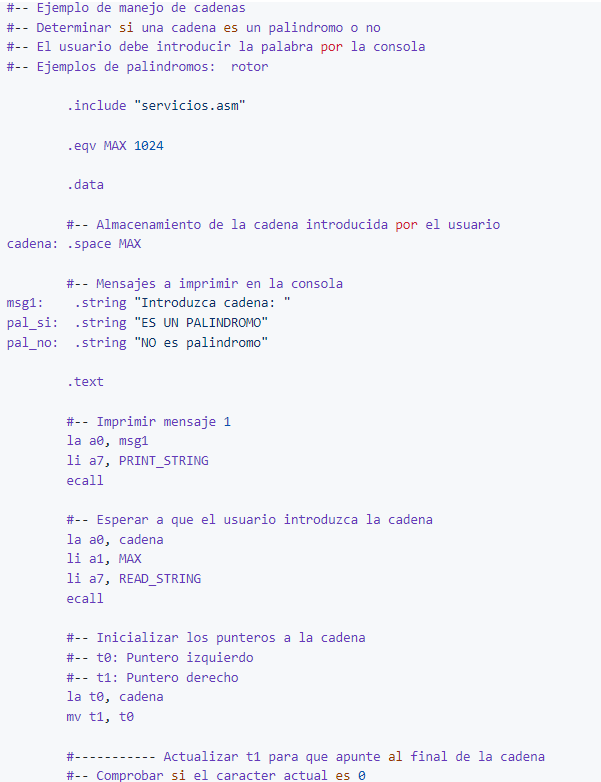 #-- Ejemplo de manejo de cadenas
#-- Determinar si una cadena es un palindromo o no
#-- El usuario debe introducir la palabra por la consola
#-- Ejemplos de palindromos:  rotor
.include "servicios.asm"
.eqv MAX 1024
.data
#-- Almacenamiento de la cadena introducida por el usuario
cadena: .space MAX
#-- Mensajes a imprimir en la consola
msg1:    .string "Introduzca cadena: "
pal_si:  .string "ES UN PALINDROMO"
pal_no:  .string "NO es palindromo"
.text
#-- Imprimir mensaje 1
la a0, msg1
li a7, PRINT_STRING
ecall
#-- Esperar a que el usuario introduzca la cadena
la a0, cadena
li a1, MAX
li a7, READ_STRING
ecall
#-- Inicializar los punteros a la cadena
#-- t0: Puntero izquierdo
#-- t1: Puntero derecho
la t0, cadena
mv t1, t0
#----------- Actualizar t1 para que apunte al final de la cadena
#-- Comprobar si el caracter actual es 0